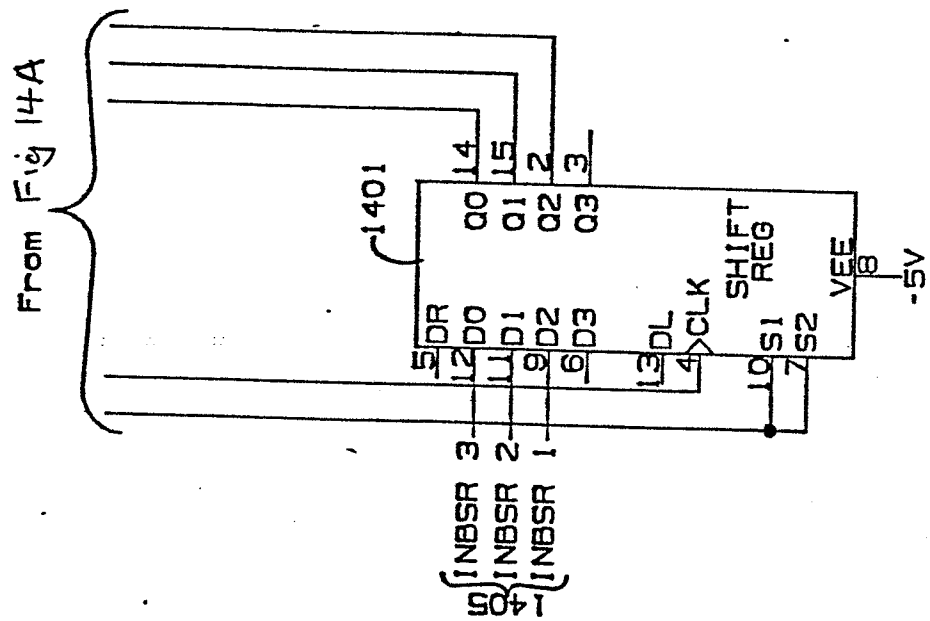 From Fig 14A
1401
5 DR
12 D0
11 D1
9 D2
6 D3
13 DL
4 CLK
10 S1
7 S2
Q0 14
Q1 15
Q2 2
Q3 3
SHIFT
REG
VEE
8
-5V
INBSR 3
INBSR 2
INBSR 1
1405